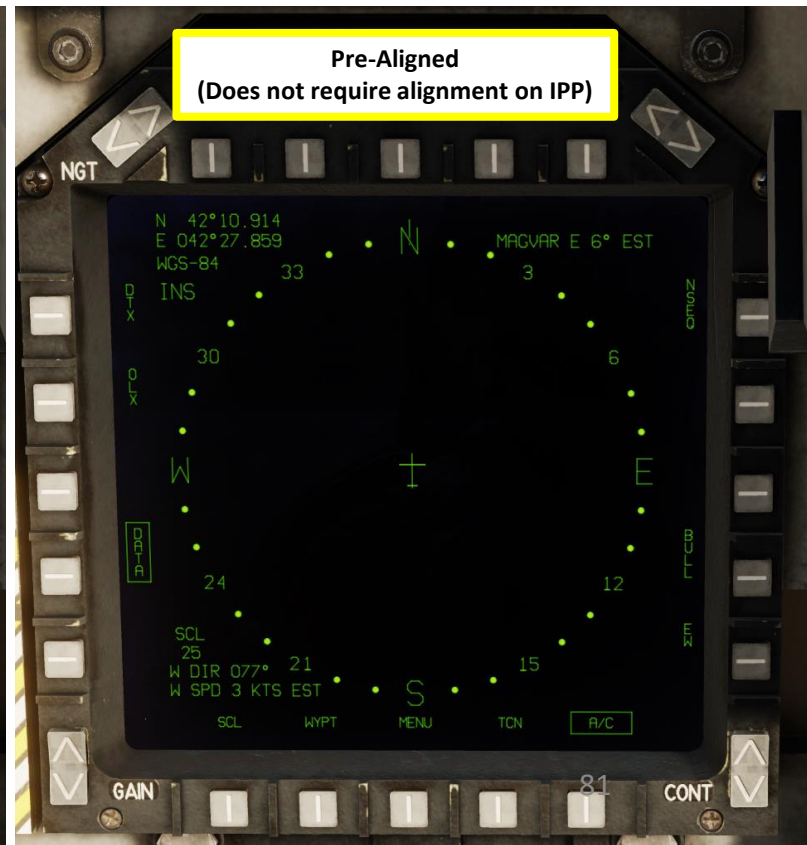 Pre-Aligned
(Does not require alignment on IPP)
NGT
N 42°10.914
E 042°27.859
WGS-84
INS
MAGVAR E 6° EST
N
33
3
DTX
NSEQ
30
6
OLX
W
E
DATA
BULL
24
12
EW
SCL
25
W DIR 077°
W SPD 3 KTS EST
21
15
S
SCL
WYPT
MENU
TCN
A/C
GAIN
81
CONT